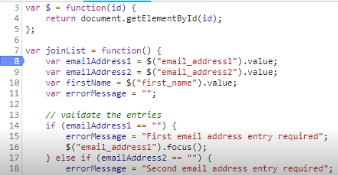 3 var $ = function(id) {
4 return document.getElementById(id);
5 };
6
7 var joinList = function() {
8 var emailAddress1 = $("email_address1").value;
9 var emailAddress2 = $("email_address2").value;
10 var firstName = $("first_name").value;
11 var errorMessage = "";
12
13 // validate the entries
14 if (emailAddress1 == "") {
15 errorMessage = "First email address entry required";
16 $("email_address1").focus();
17 } else if (emailAddress2 == "") {
18 errorMessage = "Second email address entry required";